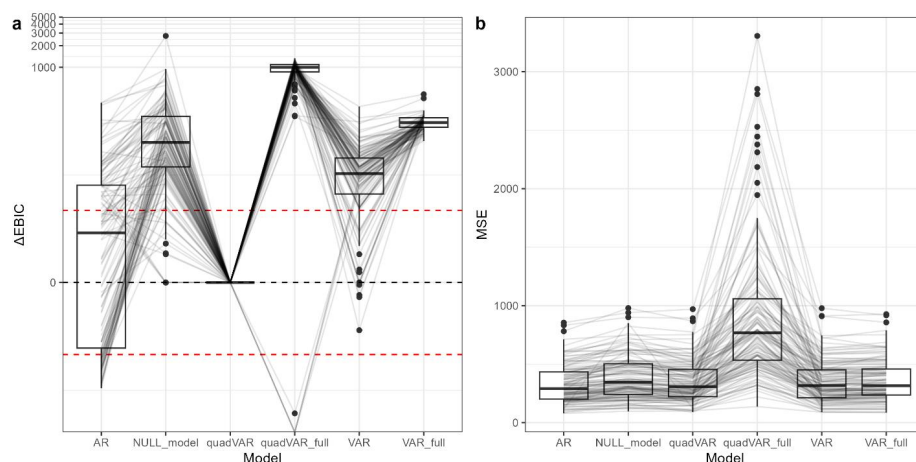 a
5000
4000
3000
2000
1000
0
ΔEBIC
AR NULL_model quadVAR quadVAR_full VAR VAR_full
Model
b
3000
2000
1000
0
MSE
AR NULL_model quadVAR quadVAR_full VAR VAR_full
Model